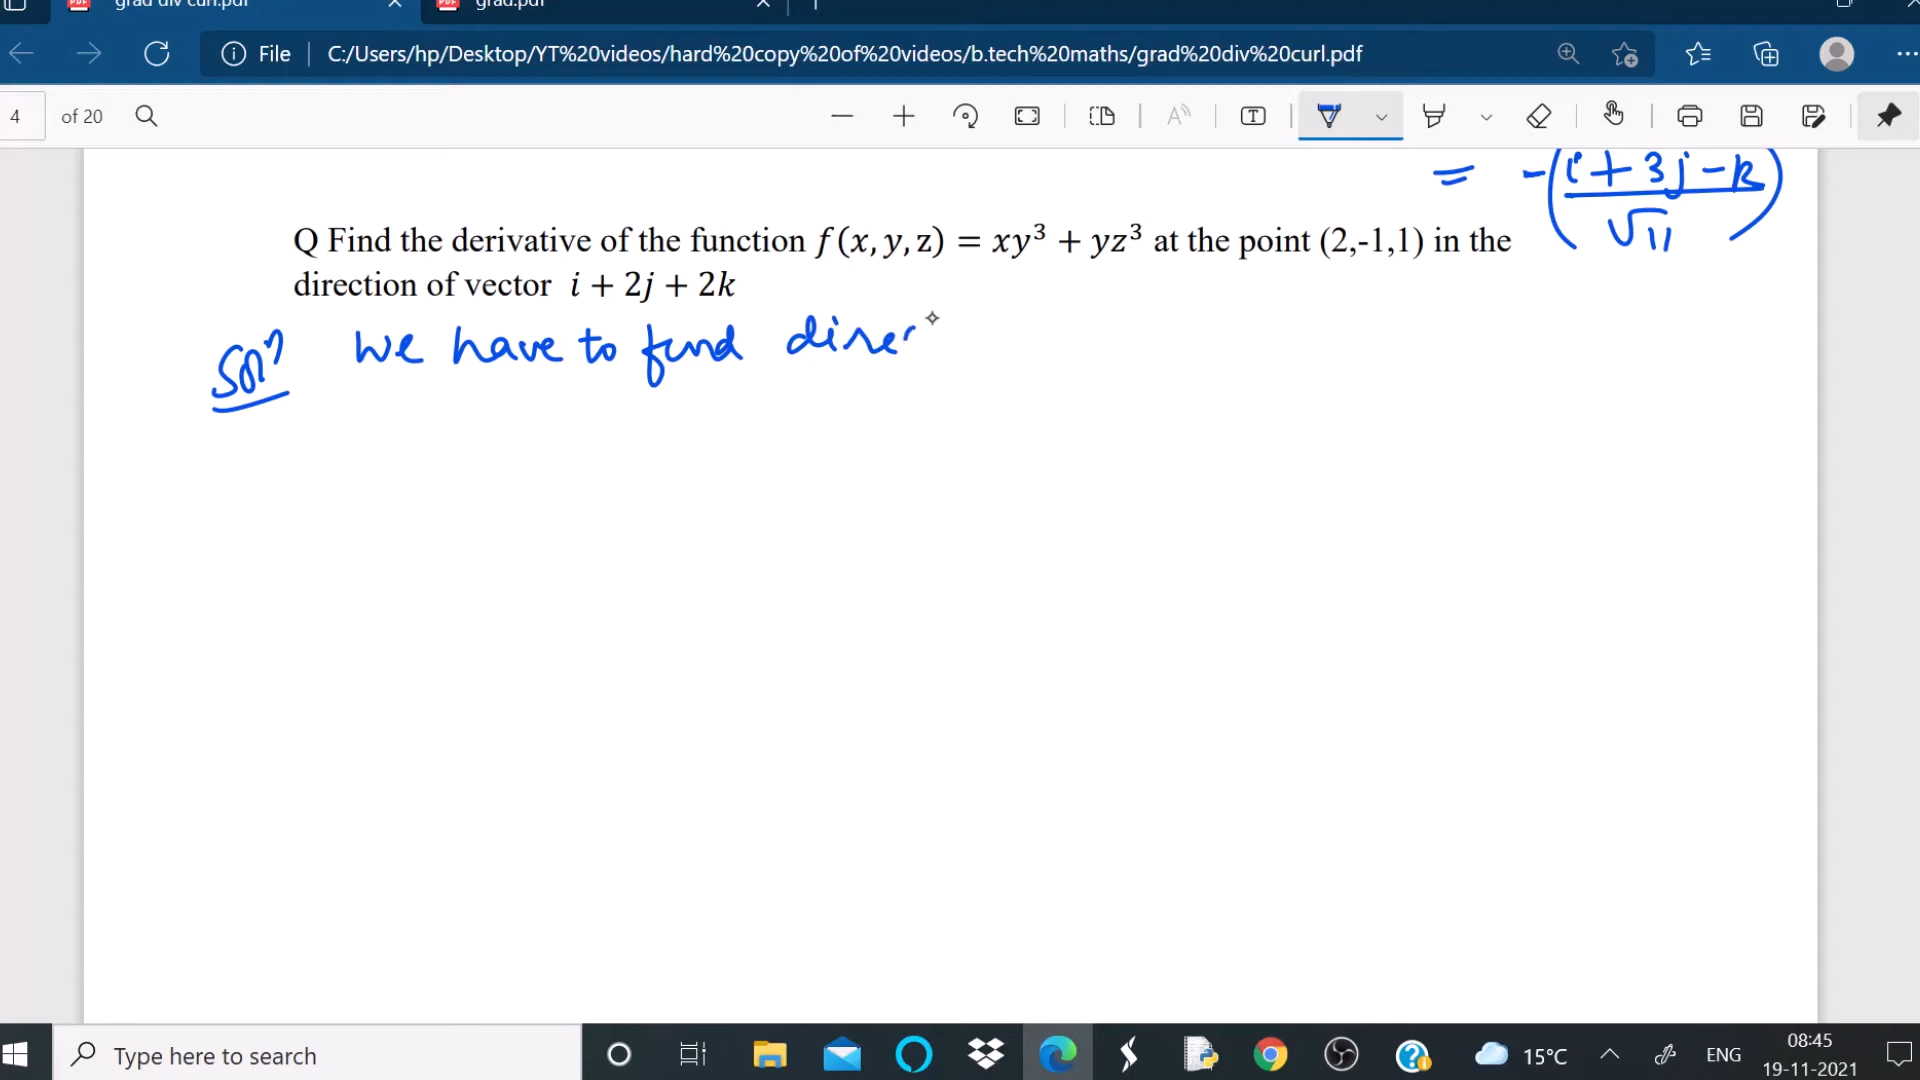 grad div curl.pdf
grad.pdf
File C:/Users/hp/Desktop/YT%20videos/hard%20copy%20of%20videos/b.tech%20maths/grad%20div%20curl.pdf
4 of 20
= -(i+3j-k/√11)
Q Find the derivative of the function f(x,y,z) = xy³ + yz³ at the point (2,-1,1) in the
direction of vector i + 2j + 2k
Solⁿ We have to find direc
Type here to search
15°C
ENG
08:45
19-11-2021